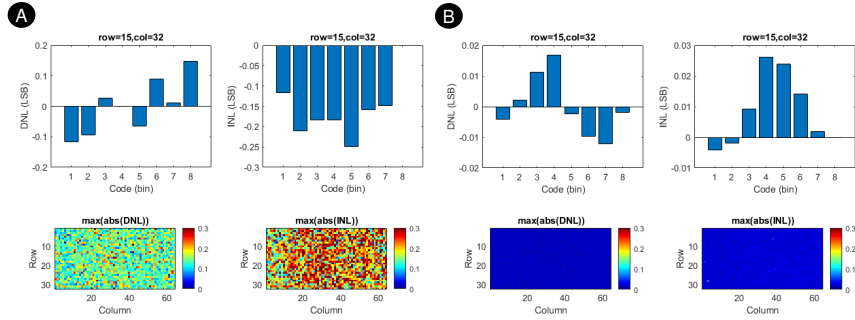 A
B
row=15,col=32
0.2
0.1
0
-0.1
-0.2
DNL (LSB)
1 2 3 4 5 6 7 8
Code (bin)
row=15,col=32
0
-0.05
-0.1
-0.15
-0.2
-0.25
-0.3
INL (LSB)
1 2 3 4 5 6 7 8
Code (bin)
row=15,col=32
0.02
0.01
0
-0.01
-0.02
DNL (LSB)
1 2 3 4 5 6 7 8
Code (bin)
row=15,col=32
0.03
0.02
0.01
0
-0.01
INL (LSB)
1 2 3 4 5 6 7 8
Code (bin)
max(abs(DNL))
10
20
30
Row
20 40 60
Column
0.3
0.2
0.1
0
max(abs(INL))
10
20
30
Row
20 40 60
Column
0.3
0.2
0.1
0
max(abs(DNL))
10
20
30
Row
20 40 60
Column
0.3
0.2
0.1
0
max(abs(INL))
10
20
30
Row
20 40 60
Column
0.3
0.2
0.1
0